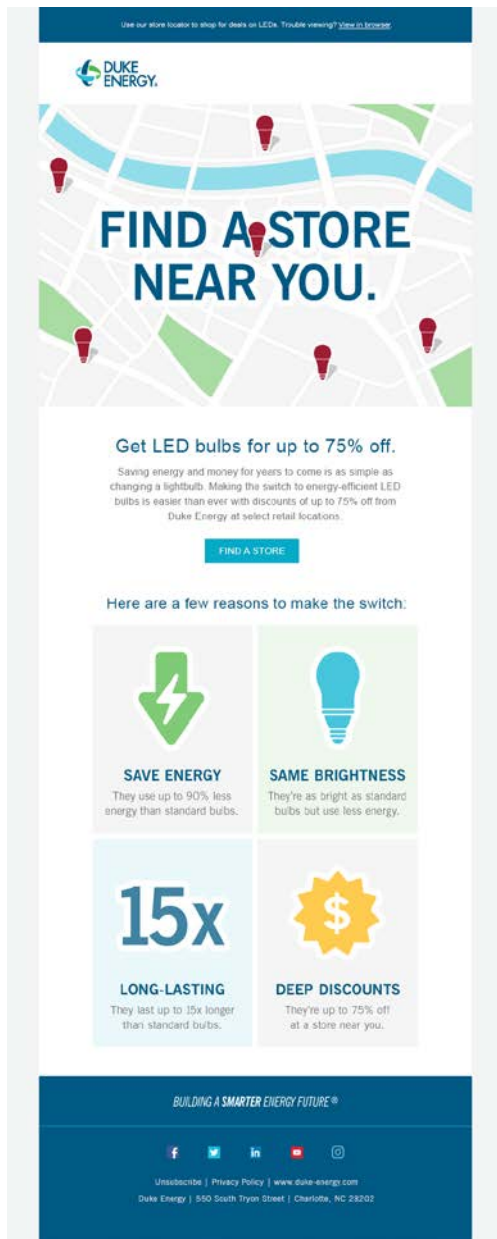 Use our store locator to shop for deals on LEDs. Trouble viewing? View in browser.
DUKE
ENERGY®
FIND A STORE
NEAR YOU.
Get LED bulbs for up to 75% off.
Saving energy and money for years to come is as simple as
changing a lightbulb. Making the switch to energy-efficient LED
bulbs is easier than ever with discounts of up to 75% off from
Duke Energy at select retail locations.
FIND A STORE
Here are a few reasons to make the switch:
SAVE ENERGY
They use up to 90% less
energy than standard bulbs.
SAME BRIGHTNESS
They're as bright as standard
bulbs but use less energy.
15x
LONG-LASTING
They last up to 15x longer
than standard bulbs.
$
DEEP DISCOUNTS
They're up to 75% off
at a store near you.
BUILDING A SMARTER ENERGY FUTURE ®
Unsubscribe | Privacy Policy | www.duke-energy.com
Duke Energy | 550 South Tryon Street | Charlotte, NC 28202